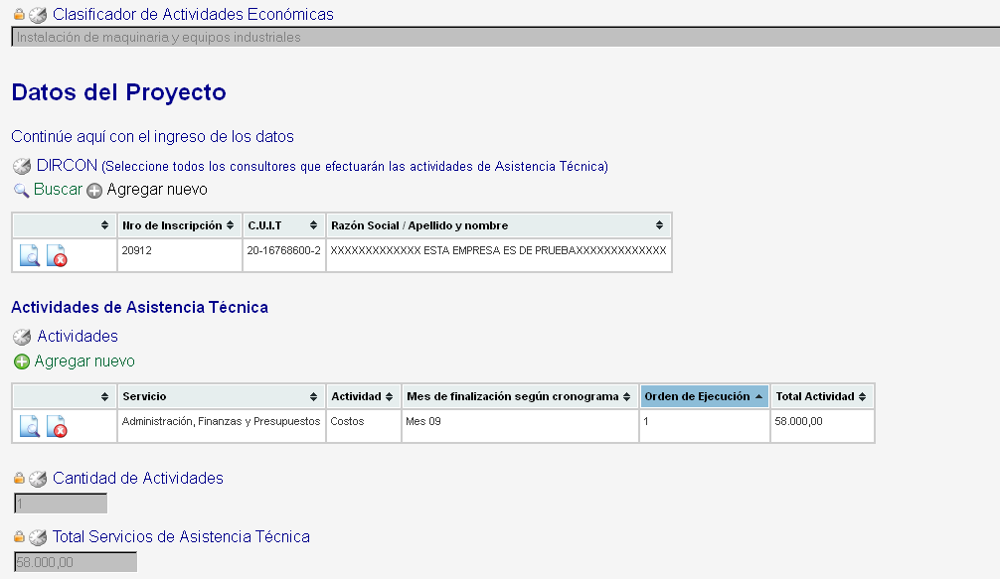 Clasificador de Actividades Económicas
Instalación de maquinaria y equipos industriales
Datos del Proyecto
Continúe aquí con el ingreso de los datos
DIRCON (Seleccione todos los consultores que efectuarán las actividades de Asistencia Técnica)
Buscar Agregar nuevo
Nro de Inscripción C.U.I.T Razón Social / Apellido y nombre
20912 20-16768600-2 XXXXXXXXXXXXX ESTA EMPRESA ES DE PRUEBAXXXXXXXXXXXXX
Actividades de Asistencia Técnica
Actividades
Agregar nuevo
Servicio Actividad Mes de finalización según cronograma Orden de Ejecución Total Actividad
Administración, Finanzas y Presupuestos Costos Mes 09 1 58.000,00
Cantidad de Actividades
1
Total Servicios de Asistencia Técnica
58.000,00